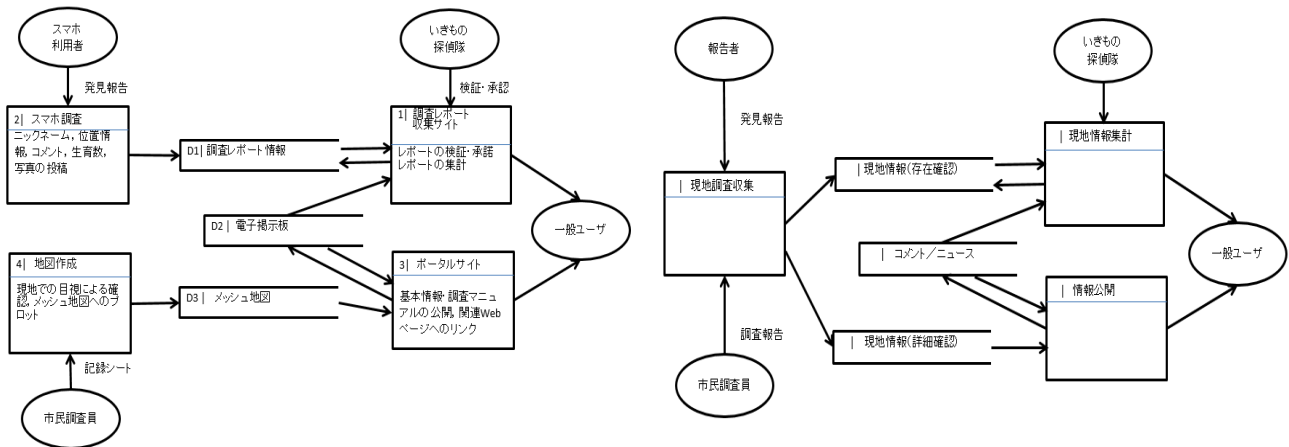 スマホ
利用者
いきもの
探偵隊
発見報告
検証・承認
2| スマホ調査
ニックネーム, 位置情
報, コメント, 生育数,
写真の投稿
D1| 調査レポート情報
1| 調査レポート
収集サイト
レポートの検証・承諾
レポートの集計
D2| 電子掲示板
一般ユーザ
4| 地図作成
現地での目視による確
認, メッシュ地図へのプ
ロット
D3| メッシュ地図
3| ポータルサイト
基本情報・調査マニュ
アルの公開, 関連Web
ページへのリンク
記録シート
市民調査員
報告者
いきもの
探偵隊
発見報告
| 現地情報集計
| 現地調査収集
| 現地情報(存在確認)
| コメント/ニュース
一般ユーザ
| 情報公開
調査報告
| 現地情報(詳細確認)
市民調査員